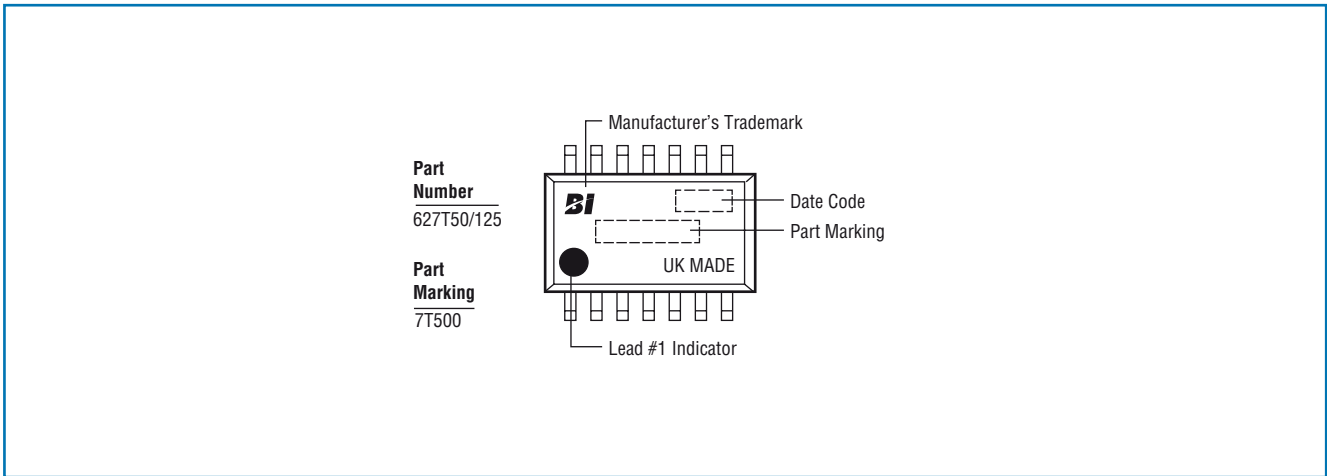 Manufacturer's Trademark
Part
Number
627T50/125
BI
Date Code
Part Marking
UK MADE
Part
Marking
7T500
Lead #1 Indicator